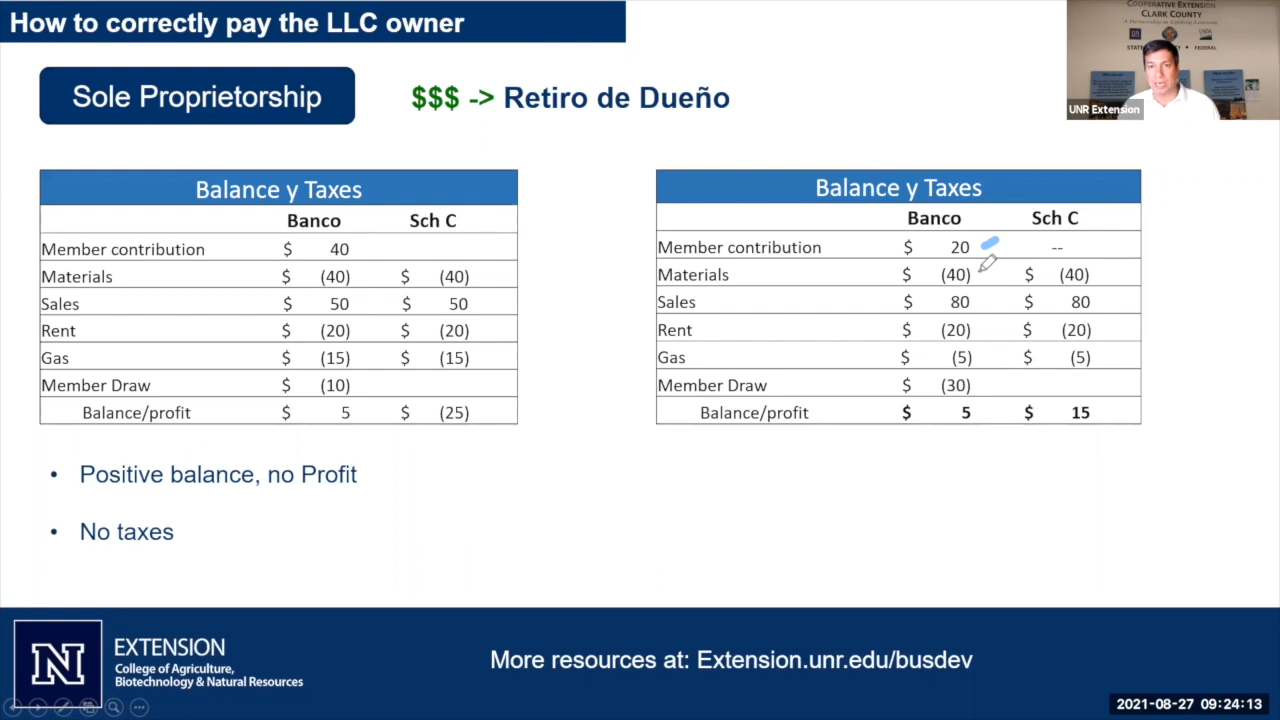 How to correctly pay the LLC owner
COOPERATIVE EXTENSION
CLARK COUNTY
A Partnership in Lifelong Learning
FEDERAL
UNR Extension
Sole Proprietorship
$$$ -> Retiro de Dueño
Balance y Taxes
Banco Sch C
Member contribution $ 40
Materials $ (40) $ (40)
Sales $ 50 $ 50
Rent $ (20) $ (20)
Gas $ (15) $ (15)
Member Draw $ (10)
Balance/profit $ 5 $ (25)
Balance y Taxes
Banco Sch C
Member contribution $ 20 --
Materials $ (40) $ (40)
Sales $ 80 $ 80
Rent $ (20) $ (20)
Gas $ (5) $ (5)
Member Draw $ (30)
Balance/profit $ 5 $ 15
• Positive balance, no Profit
• No taxes
N
EXTENSION
College of Agriculture,
Biotechnology & Natural Resources
More resources at: Extension.unr.edu/busdev
2021-08-27 09:24:13